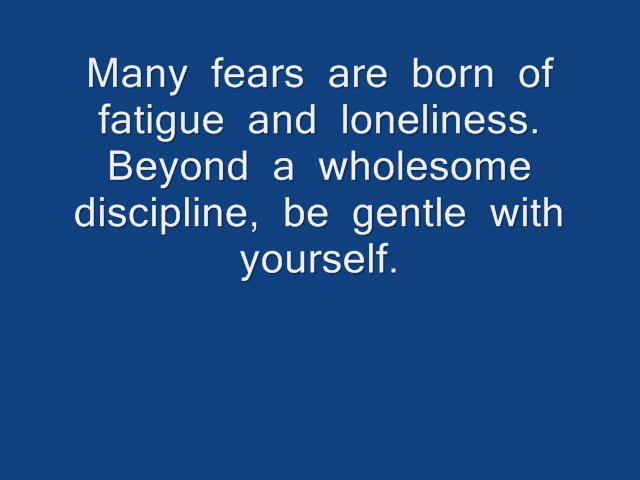 Many fears are born of
fatigue and loneliness.
Beyond a wholesome
discipline, be gentle with
yourself.